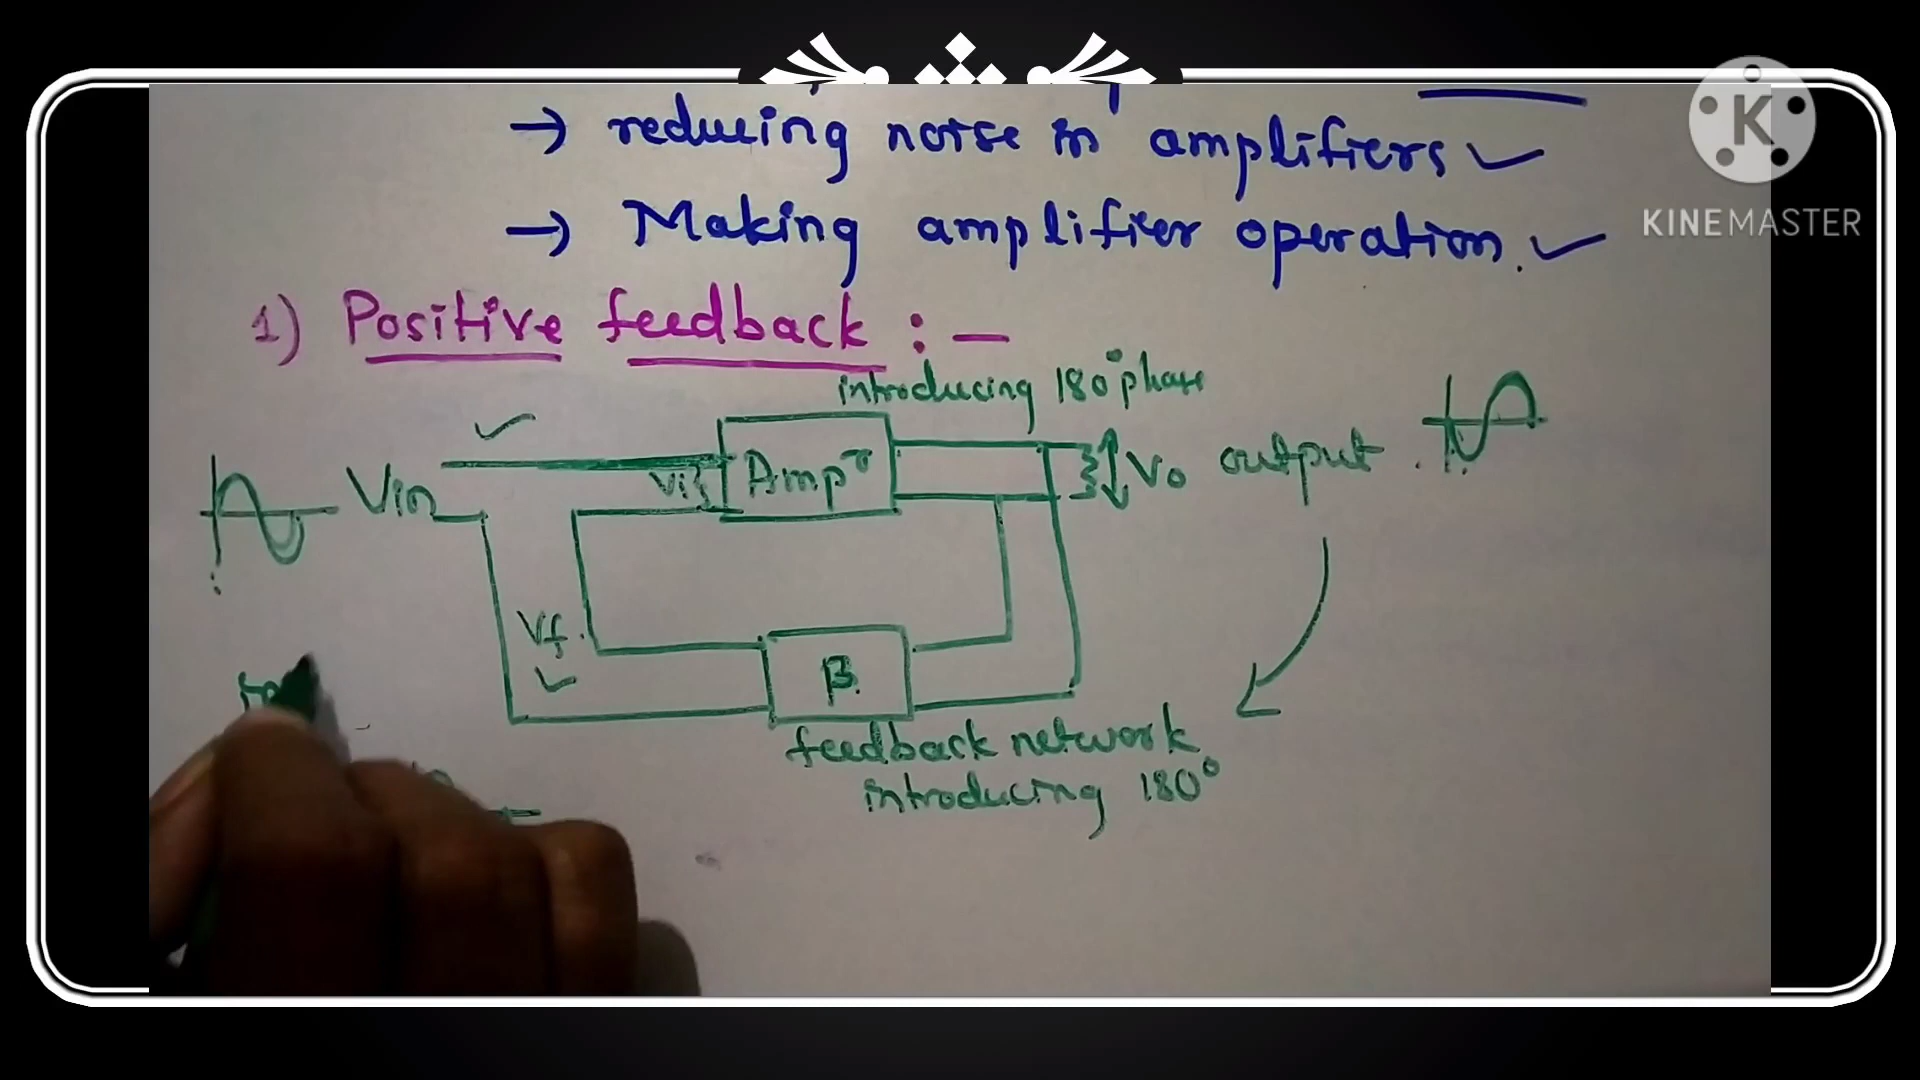 → reducing noise in amplifiers ✓
→ Making amplifier operation. ✓
K
KINEMASTER
1) Positive feedback : —
introducing 180° phase
Vin
Vi
Ampr
Vo output
Vf
β
feedback network
introducing 180°